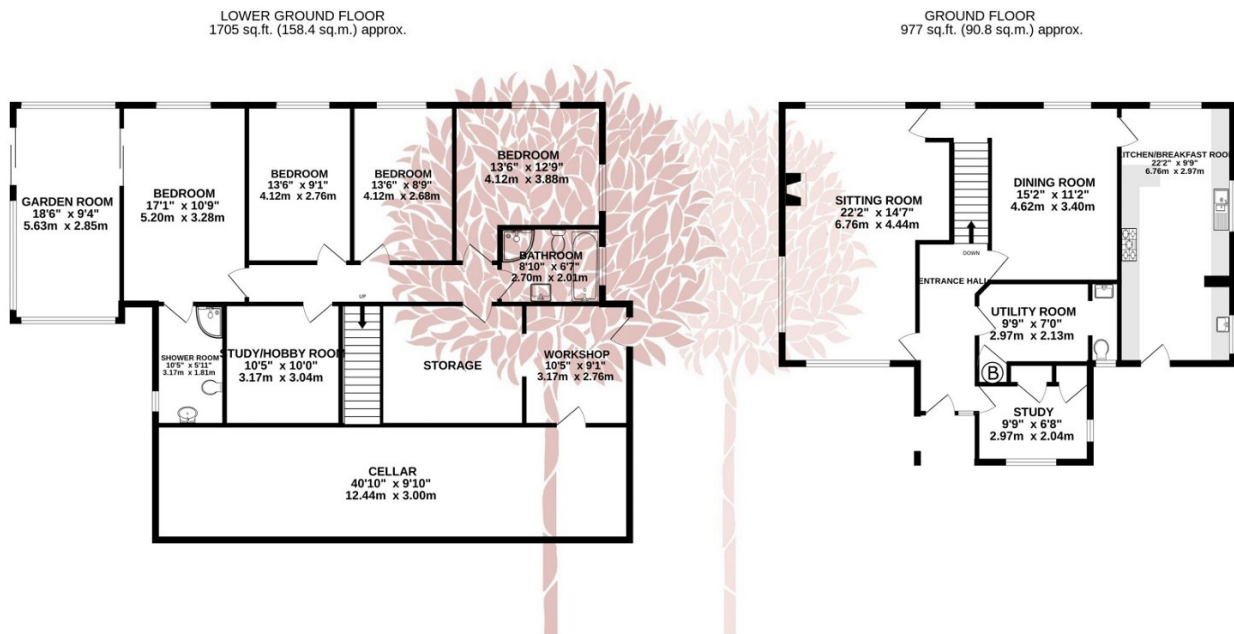 LOWER GROUND FLOOR
1705 sq.ft. (158.4 sq.m.) approx.
GARDEN ROOM
18'6" x 9'4"
5.63m x 2.85m
BEDROOM
17'1" x 10'9"
5.20m x 3.28m
BEDROOM
13'6" x 9'1"
4.12m x 2.76m
BEDROOM
13'6" x 8'9"
4.12m x 2.68m
BEDROOM
13'6" x 12'9"
4.12m x 3.88m
BATHROOM
8'10" x 6'7"
2.70m x 2.01m
UP
SHOWER ROOM
10'5" x 5'11"
3.17m x 1.81m
STUDY/HOBBY ROOM
10'5" x 10'0"
3.17m x 3.04m
STORAGE
WORKSHOP
10'5" x 9'1"
3.17m x 2.76m
CELLAR
40'10" x 9'10"
12.44m x 3.00m
GROUND FLOOR
977 sq.ft. (90.8 sq.m.) approx.
SITTING ROOM
22'2" x 14'7"
6.76m x 4.44m
DINING ROOM
15'2" x 11'2"
4.62m x 3.40m
KITCHEN/BREAKFAST ROOM
22'2" x 9'9"
6.76m x 2.97m
DOWN
ENTRANCE HALL
UTILITY ROOM
9'9" x 7'0"
2.97m x 2.13m
B
STUDY
9'9" x 6'8"
2.97m x 2.04m